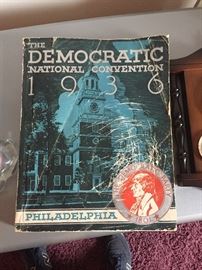 THE
DEMOCRATIC
NATIONAL CONVENTION
1936
PHILADELPHIA